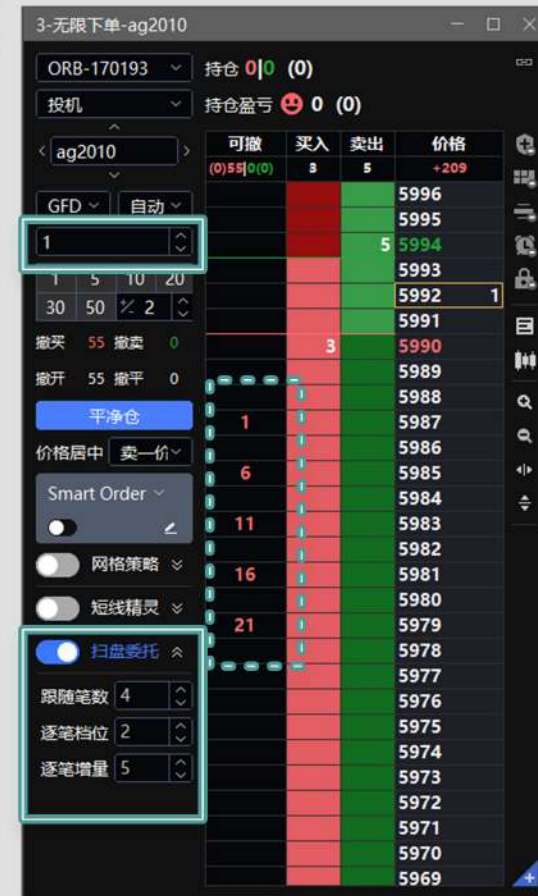 3-无限下单-ag2010
ORB-170193
持仓 0|0 (0)
投机
持仓盈亏 0 (0)
ag2010
可撤 买入 卖出 价格
(0)55|0(0) 3 5 +209
GFD 自动
1
1 5 10 20
30 50 % 2
撤买 55 撤卖 0
撤开 55 撤平 0
平净仓
价格居中 卖一价
Smart Order
网格策略
短线精灵
扫盘委托
跟随笔数 4
逐笔档位 2
逐笔增量 5
5996
5995
5 5994
5993
5992 1
5991
3 5990
5989
5988
1 5987
5986
6 5985
5984
11 5983
5982
16 5981
5980
21 5979
5978
5977
5976
5975
5974
5973
5972
5971
5970
5969